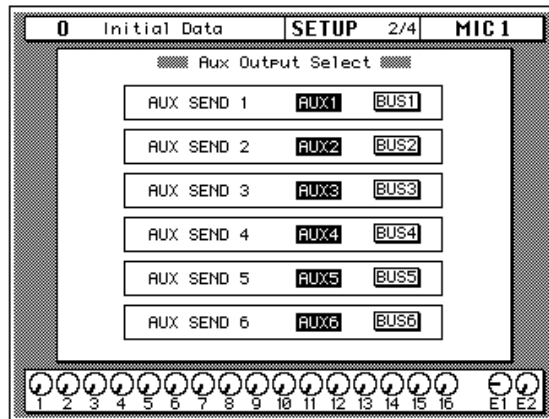 0 Initial Data SETUP 2/4 MIC 1
Aux Output Select
AUX SEND 1 AUX1 BUS1
AUX SEND 2 AUX2 BUS2
AUX SEND 3 AUX3 BUS3
AUX SEND 4 AUX4 BUS4
AUX SEND 5 AUX5 BUS5
AUX SEND 6 AUX6 BUS6
1 2 3 4 5 6 7 8 9 10 11 12 13 14 15 16 E1 E2